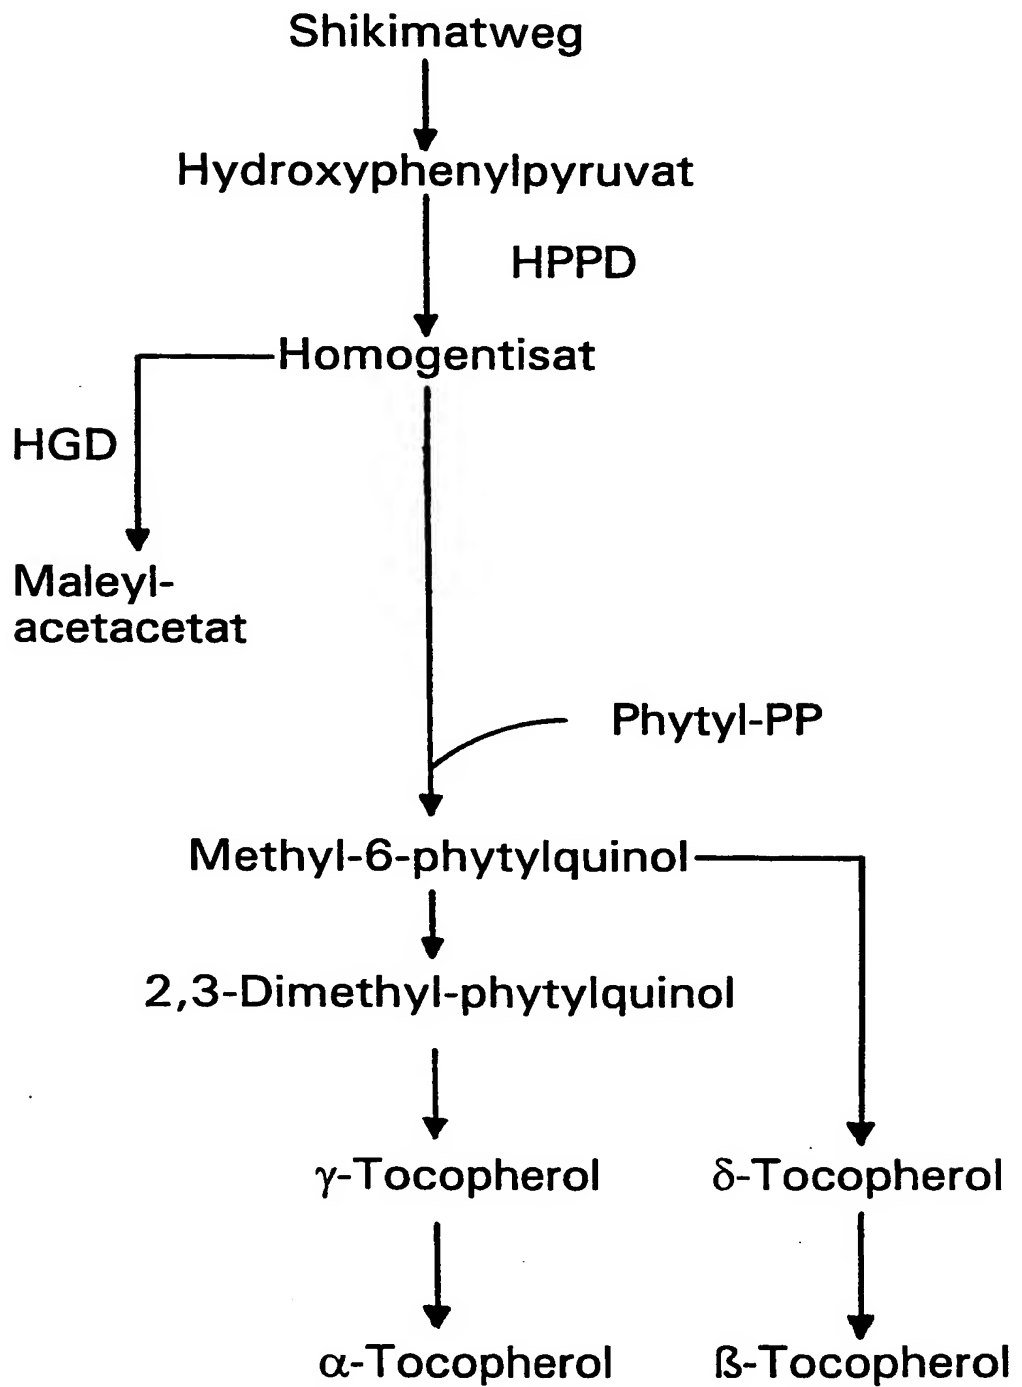 Shikimatweg
Hydroxyphenylpyruvat
HPPD
Homogentisat
HGD
Maleyl-
acetacetat
Phytyl-PP
Methyl-6-phytylquinol
2,3-Dimethyl-phytylquinol
γ-Tocopherol
δ-Tocopherol
α-Tocopherol
ß-Tocopherol